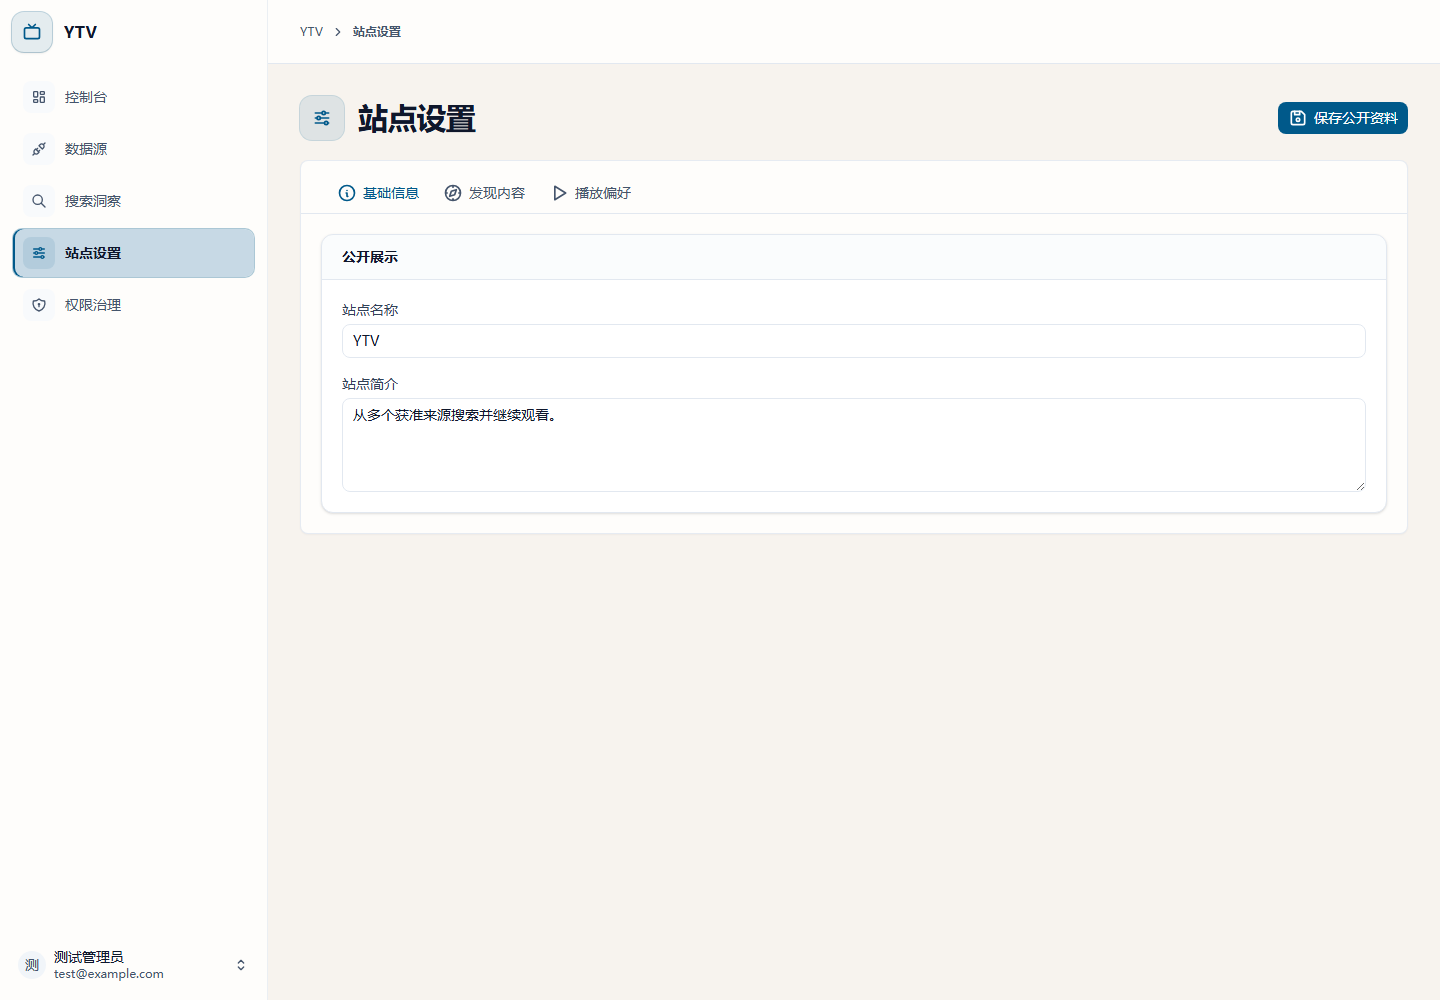 YTV
控制台
数据源
搜索洞察
站点设置
权限治理
测试管理员
test@example.com
测
YTV > 站点设置
站点设置
保存公开资料
基础信息 发现内容 播放偏好
公开展示
站点名称
YTV
站点简介
从多个获准来源搜索并继续观看。